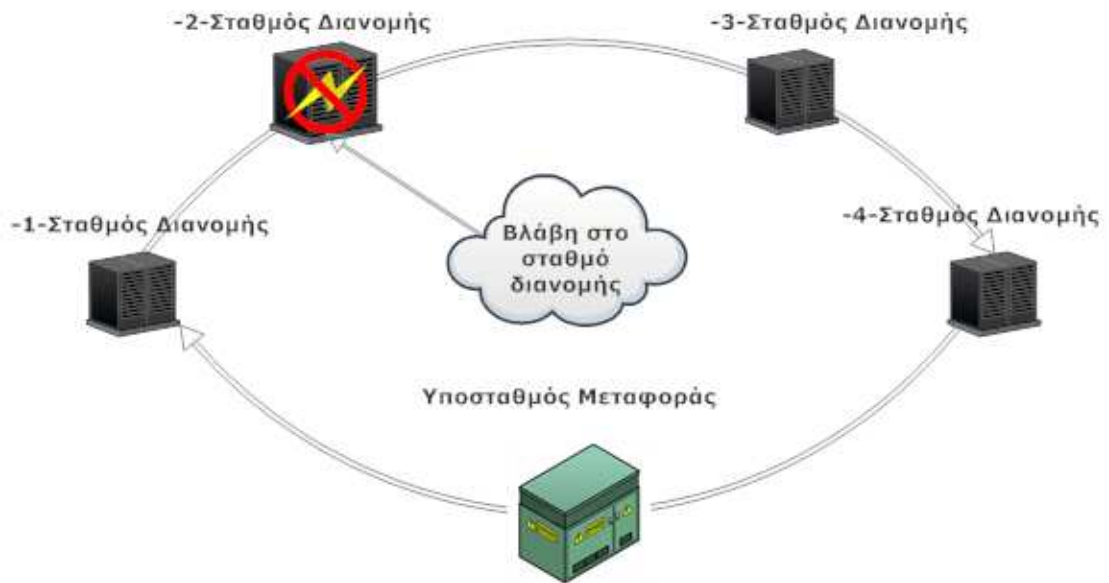 -2-Σταθμός Διανομής
-3-Σταθμός Διανομής
-1-Σταθμός Διανομής
-4-Σταθμός Διανομής
Βλάβη στο
σταθμό
διανομής
Υποσταθμός Μεταφοράς